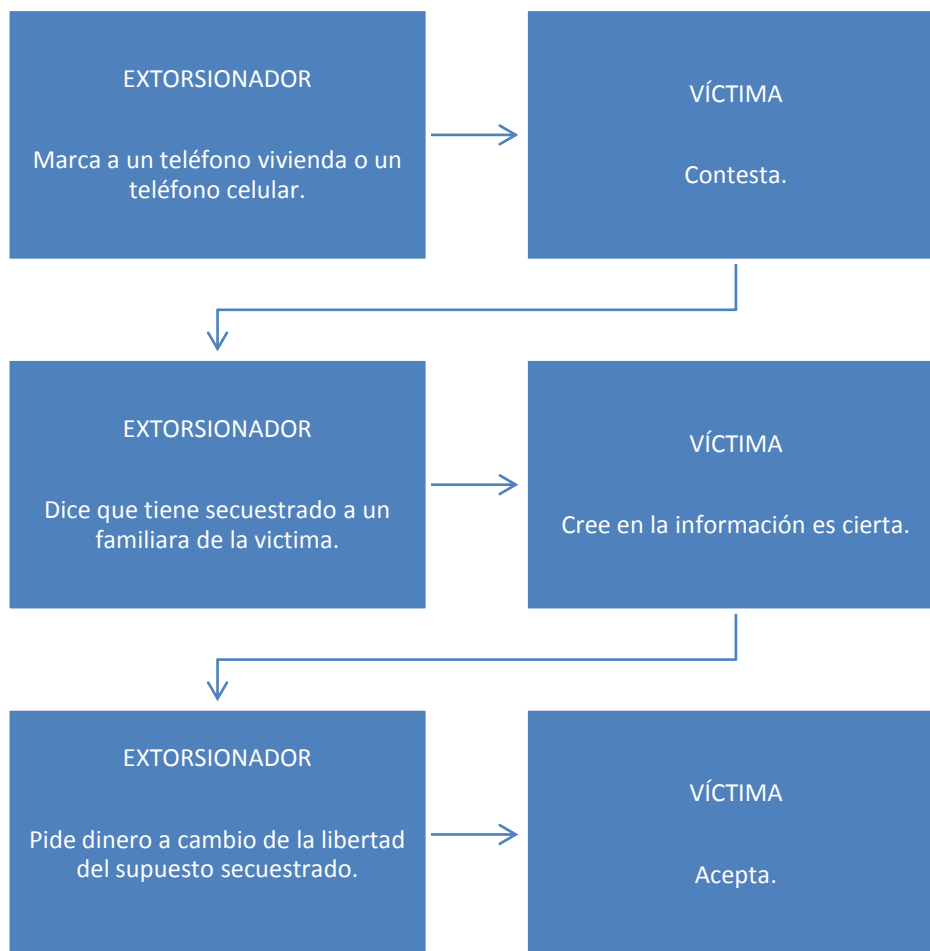 EXTORSIONADOR
Marca a un teléfono vivienda o un
teléfono celular.
VÍCTIMA
Contesta.
EXTORSIONADOR
Dice que tiene secuestrado a un
familiara de la victima.
VÍCTIMA
Cree en la información es cierta.
EXTORSIONADOR
Pide dinero a cambio de la libertad
del supuesto secuestrado.
VÍCTIMA
Acepta.